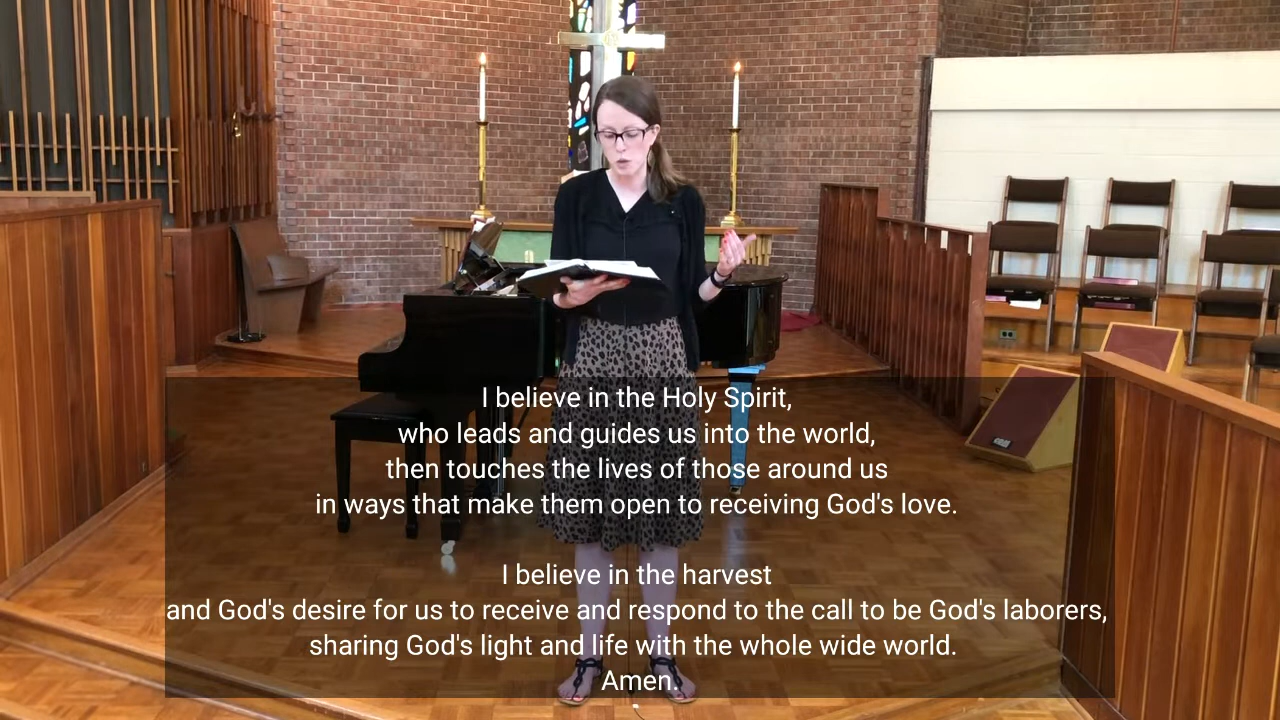 I believe in the Holy Spirit,
who leads and guides us into the world,
then touches the lives of those around us
in ways that make them open to receiving God's love.
I believe in the harvest
and God's desire for us to receive and respond to the call to be God's laborers,
sharing God's light and life with the whole wide world.
Amen.